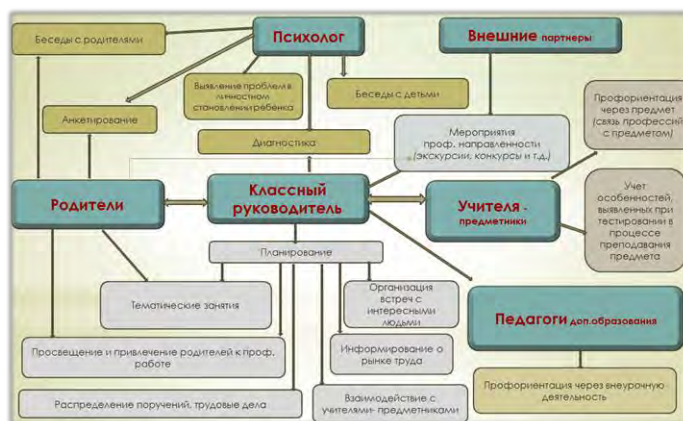 Беседы с родителями
Психолог
Внешние партнеры
Выявление проблем в
личностном
становлении ребенка
Беседы с детьми
Профориентация
через предмет
(связь профессий
с предметом)
Анкетирование
Диагностика
Мероприятия
проф. направленности
(экскурсии, конкурсы и т.д.)
Родители
Классный
руководитель
Учителя -
предметники
Учет
особенностей,
выявленных при
тестировании в
процессе
преподавания
предмета
Планирование
Тематические занятия
Организация
встреч с
интересными
людьми
Педагоги доп.образования
Просвещение и привлечение родителей к проф.
работе
Информирование о
рынке труда
Распределение поручений, трудовые дела
Взаимодействие с
учителями- предметниками
Профориентация через внеурочную
деятельность